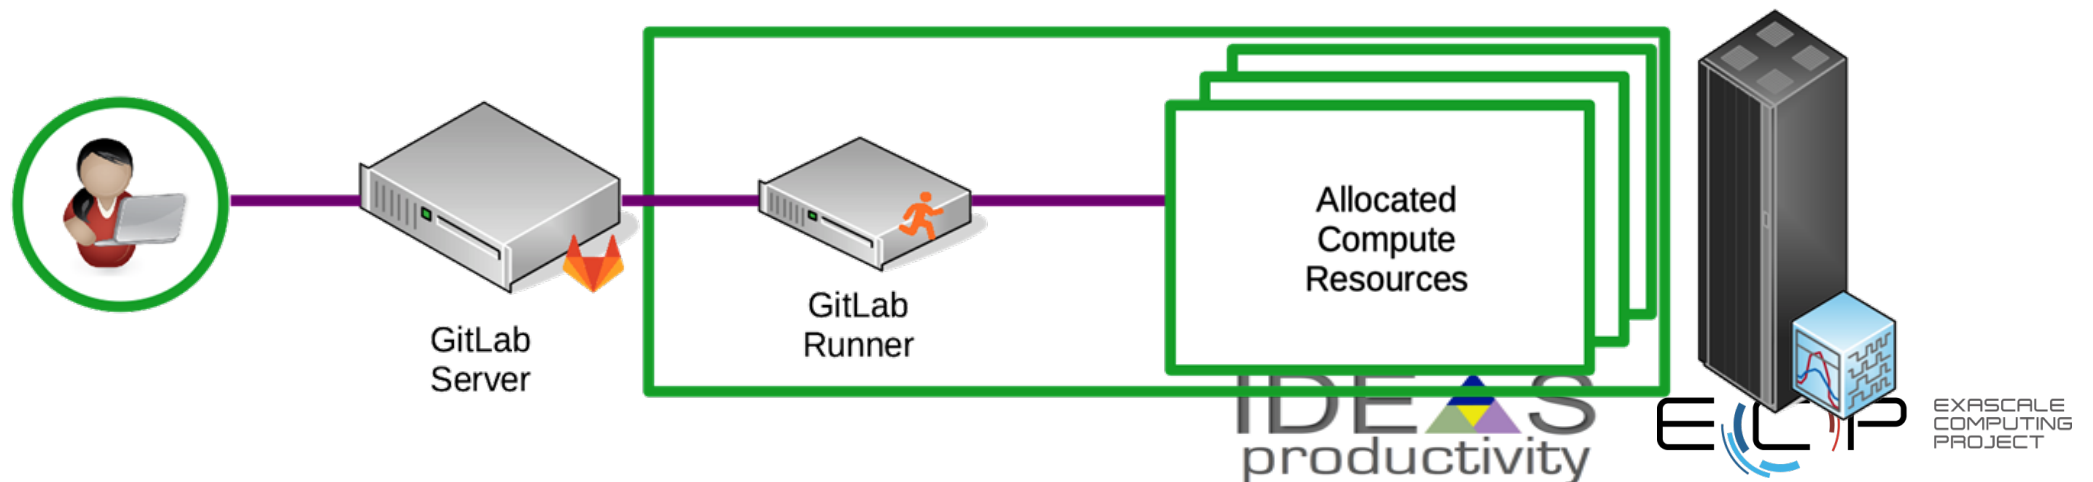 GitLab
Server
GitLab
Runner
Allocated
Compute
Resources
IDEAS
productivity
ECP
EXASCALE
COMPUTING
PROJECT